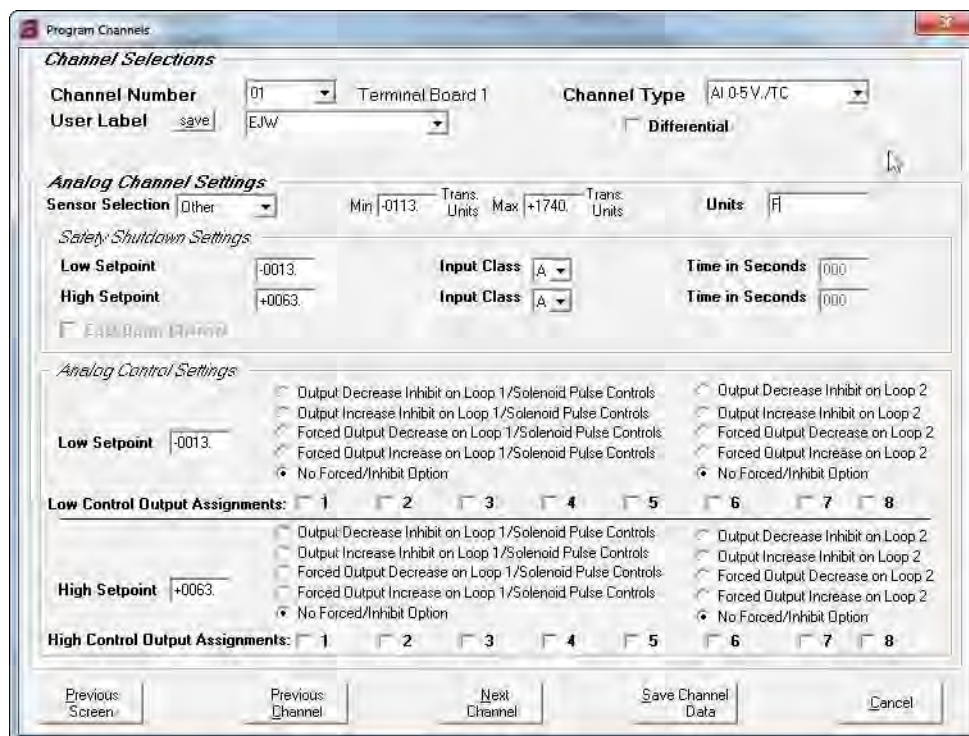 Program Channels
Channel Selections
Channel Number 01 Terminal Board 1 Channel Type AI 0-5 V./TC
User Label save EJW Differential
Analog Channel Settings
Sensor Selection Other Min -0113. Trans. Units Max +1740. Trans. Units Units F
Safety Shutdown Settings
Low Setpoint -0013. Input Class A Time in Seconds 000
High Setpoint +0063. Input Class A Time in Seconds 000
Analog Control Settings
Output Decrease Inhibit on Loop 1/Solenoid Pulse Controls Output Decrease Inhibit on Loop 2
Output Increase Inhibit on Loop 1/Solenoid Pulse Controls Output Increase Inhibit on Loop 2
Forced Output Decrease on Loop 1/Solenoid Pulse Controls Forced Output Decrease on Loop 2
Low Setpoint -0013. Forced Output Increase on Loop 1/Solenoid Pulse Controls Forced Output Increase on Loop 2
No Forced/Inhibit Option No Forced/Inhibit Option
Low Control Output Assignments: 1 2 3 4 5 6 7 8
Output Decrease Inhibit on Loop 1/Solenoid Pulse Controls Output Decrease Inhibit on Loop 2
Output Increase Inhibit on Loop 1/Solenoid Pulse Controls Output Increase Inhibit on Loop 2
Forced Output Decrease on Loop 1/Solenoid Pulse Controls Forced Output Decrease on Loop 2
High Setpoint +0063. Forced Output Increase on Loop 1/Solenoid Pulse Controls Forced Output Increase on Loop 2
No Forced/Inhibit Option No Forced/Inhibit Option
High Control Output Assignments: 1 2 3 4 5 6 7 8
Previous Screen Previous Channel Next Channel Save Channel Data Cancel